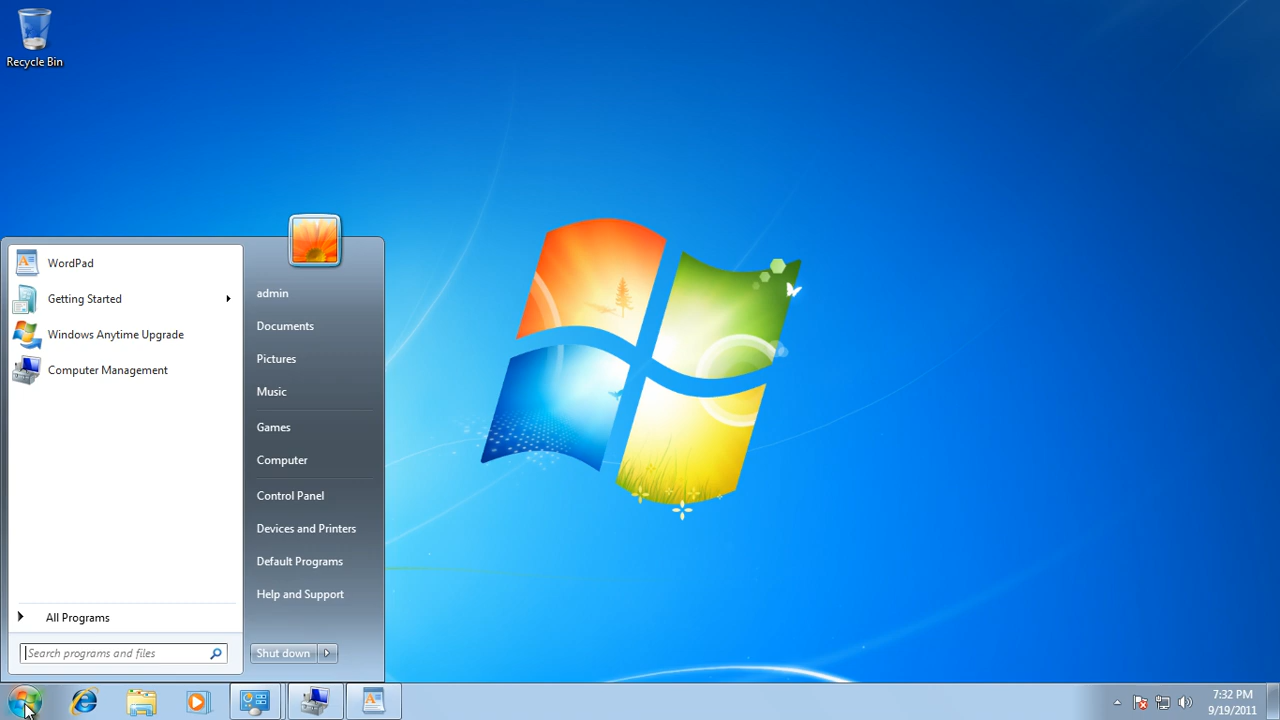 Recycle Bin
WordPad
Getting Started
Windows Anytime Upgrade
Computer Management
All Programs
Search programs and files
admin
Documents
Pictures
Music
Games
Computer
Control Panel
Devices and Printers
Default Programs
Help and Support
Shut down
7:32 PM
9/19/2011